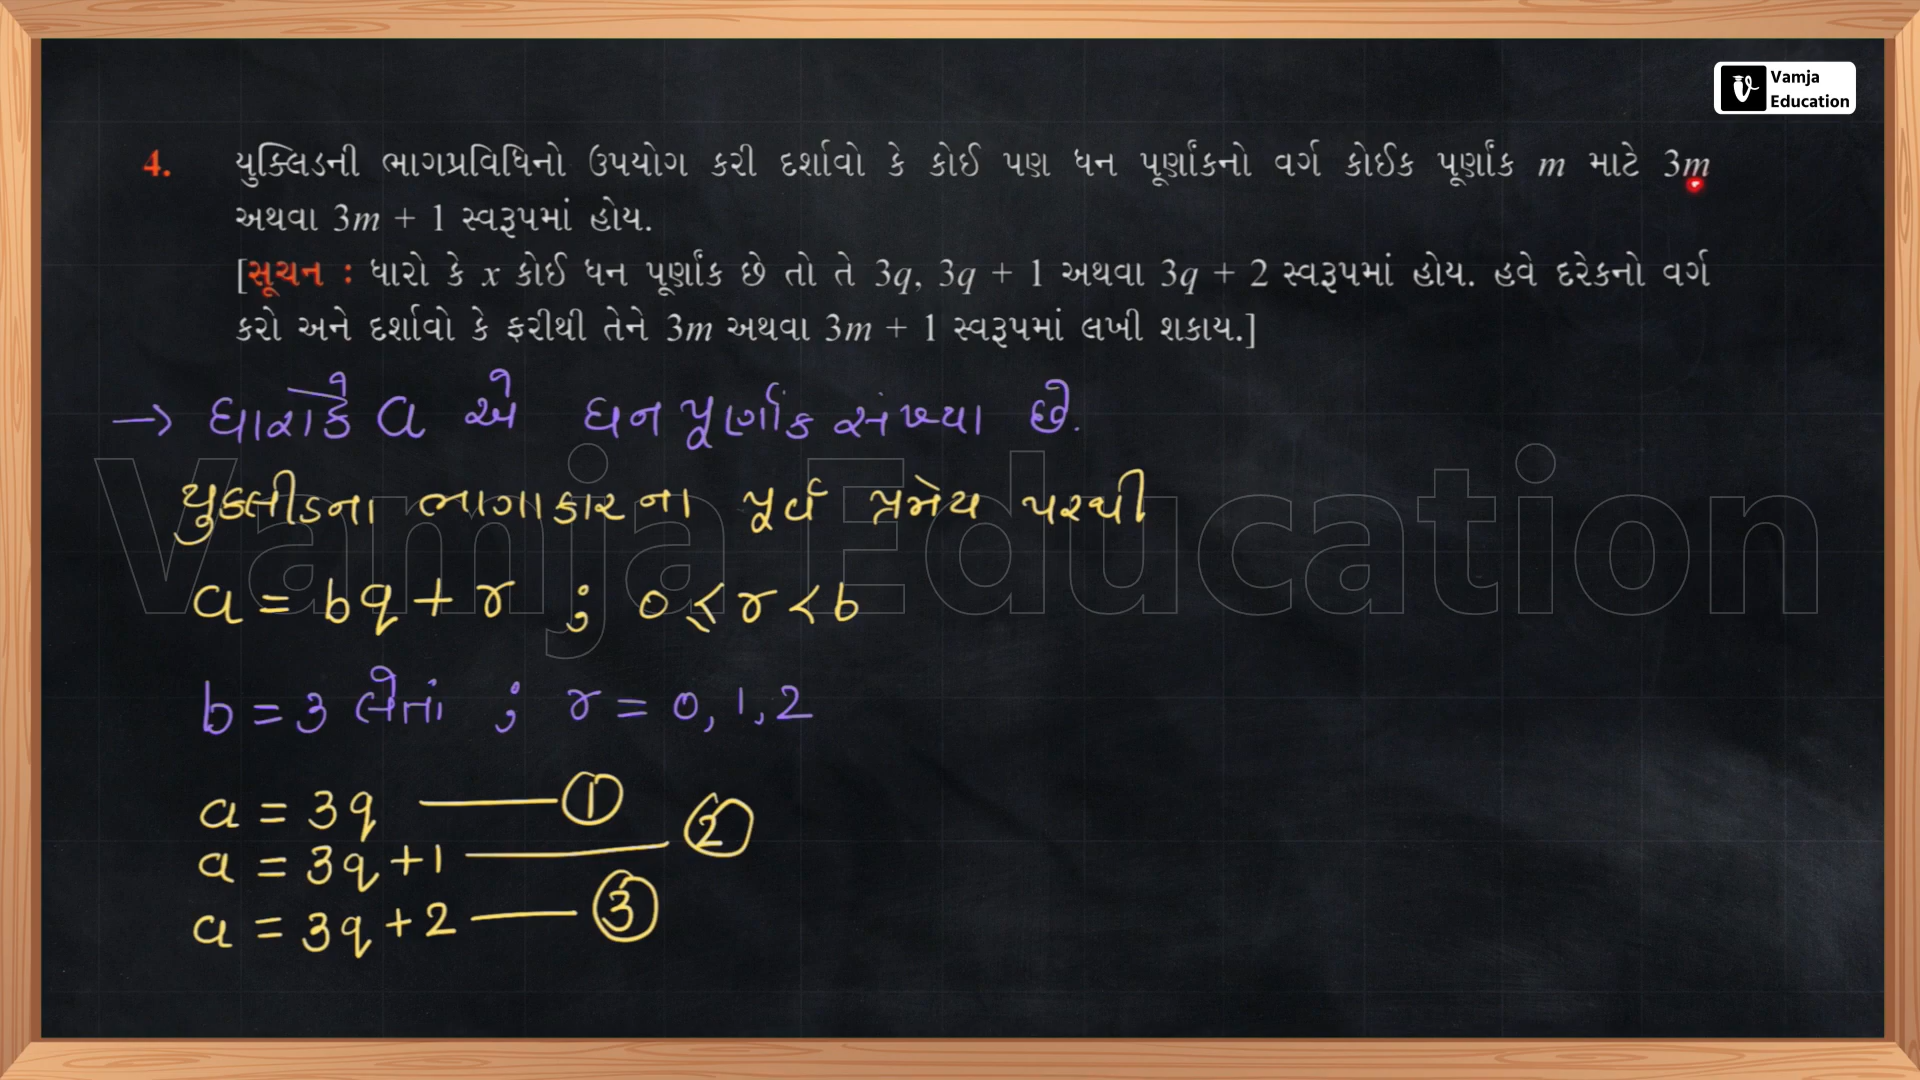 Vamja
Education
4. યુક્લિડની ભાગપ્રવિધિનો ઉપયોગ કરી દર્શાવો કે કોઈ પણ ધન પૂર્ણાંકનો વર્ગ કોઈક પૂર્ણાંક m માટે 3m
અથવા 3m + 1 સ્વરૂપમાં હોય.
[સૂચન : ધારો કે x કોઈ ધન પૂર્ણાંક છે તો તે 3q, 3q + 1 અથવા 3q + 2 સ્વરૂપમાં હોય. હવે દરેકનો વર્ગ
કરો અને દર્શાવો કે ફરીથી તેને 3m અથવા 3m + 1 સ્વરૂપમાં લખી શકાય.]
→ ધારોકે a એ ધન પૂર્ણાંક સંખ્યા છે.
યુક્લીડના ભાગાકારના પૂર્વ પ્રમેય પરથી
Vamja Education
a = bq + r ; 0 ≤ r < b
b = 3 લેતાં ; r = 0, 1, 2
a = 3q —— ①
a = 3q + 1 —— ②
a = 3q + 2 —— ③